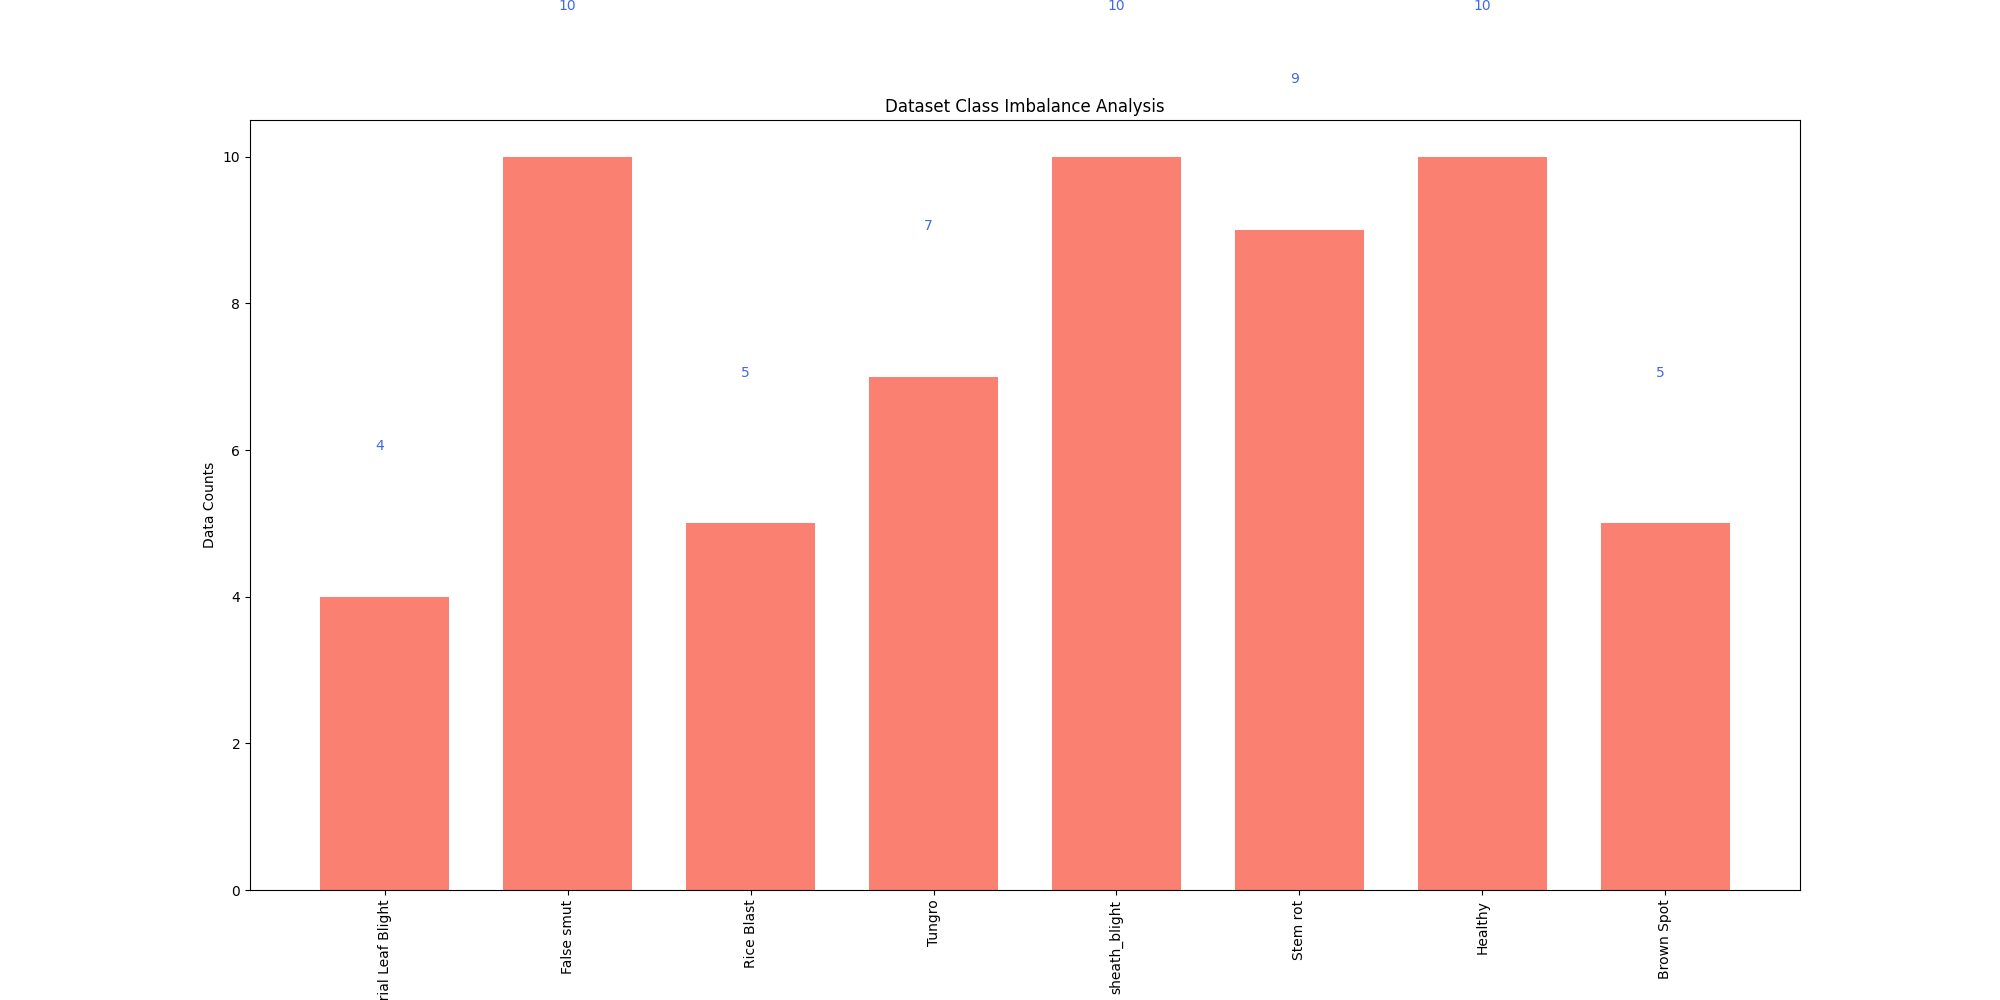 10 10 10
9
Dataset Class Imbalance Analysis
10
7
8
5 5
4
6
Data Counts
4
2
0
rial Leaf Blight
False smut
Rice Blast
Tungro
sheath_blight
Stem rot
Healthy
Brown Spot